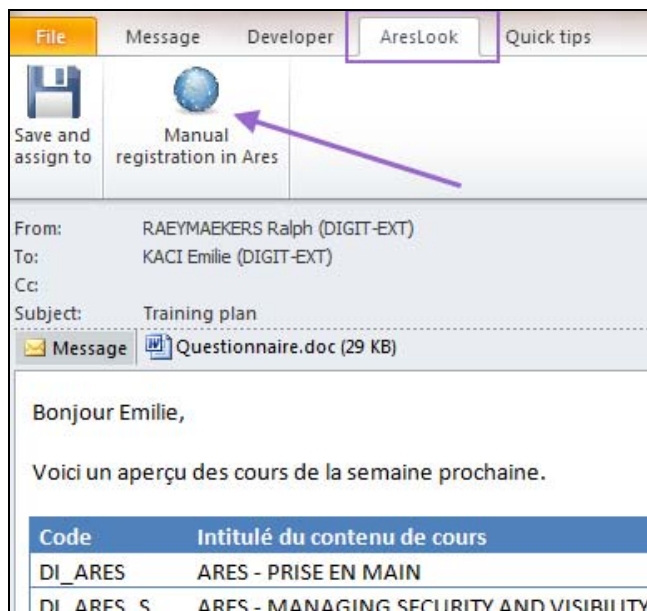 File Message Developer AresLook Quick tips
Save and assign to
Manual registration in Ares
From: RAEYMAEKERS Ralph (DIGIT-EXT)
To: KACI Emilie (DIGIT-EXT)
Cc:
Subject: Training plan
Message Questionnaire.doc (29 KB)
Bonjour Emilie,
Voici un aperçu des cours de la semaine prochaine.
Code Intitulé du contenu de cours
DI_ARES ARES - PRISE EN MAIN
DI_ARES_S ARES - MANAGING SECURITY AND VISIBILITY